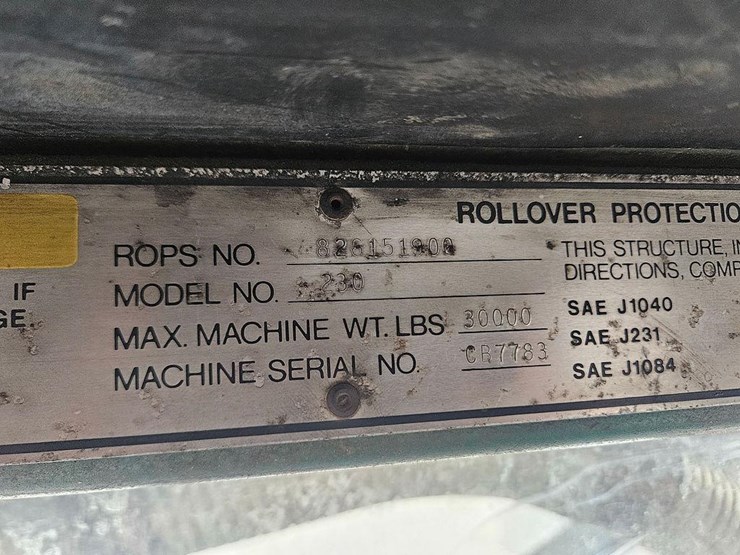 ROLLOVER PROTECTIO
ROPS NO. 828151900
THIS STRUCTURE, I
DIRECTIONS, COMP
MODEL NO. 230
IF
GE
MAX. MACHINE WT. LBS 30000
SAE J1040
SAE J231
MACHINE SERIAL NO. CR7783
SAE J1084